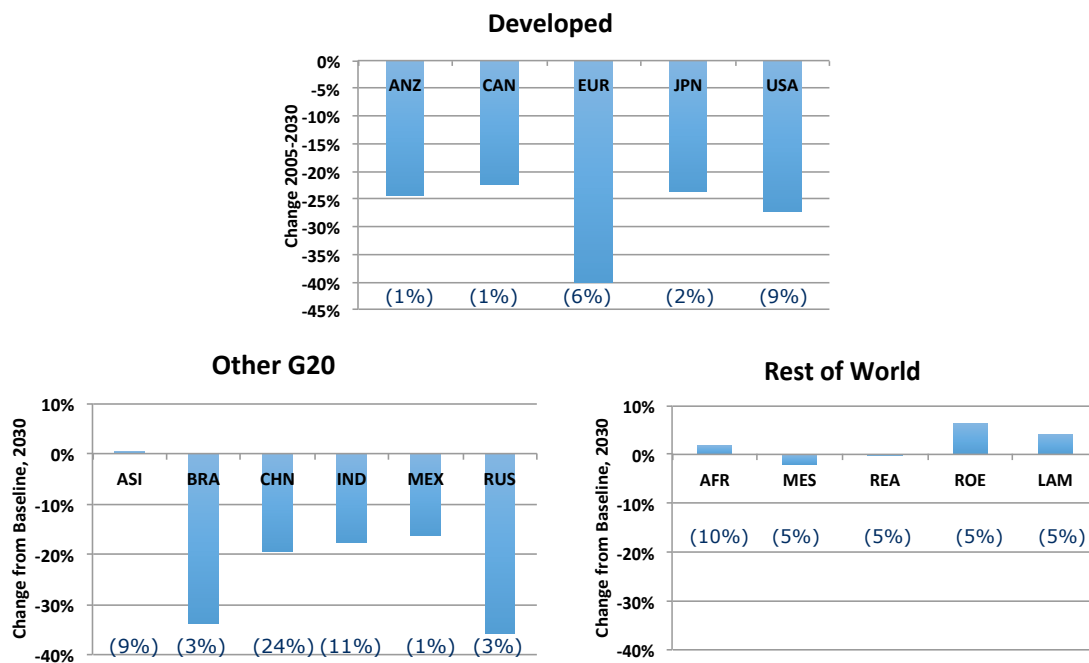 Developed
Change 2005-2030
0%
-5%
-10%
-15%
-20%
-25%
-30%
-35%
-40%
-45%
ANZ CAN EUR JPN USA
(1%) (1%) (6%) (2%) (9%)
Other G20
Change from Baseline, 2030
10%
0%
-10%
-20%
-30%
-40%
ASI BRA CHN IND MEX RUS
(9%) (3%) (24%) (11%) (1%) (3%)
Rest of World
Change from Baseline, 2030
10%
0%
-10%
-20%
-30%
-40%
AFR MES REA ROE LAM
(10%) (5%) (5%) (5%) (5%)